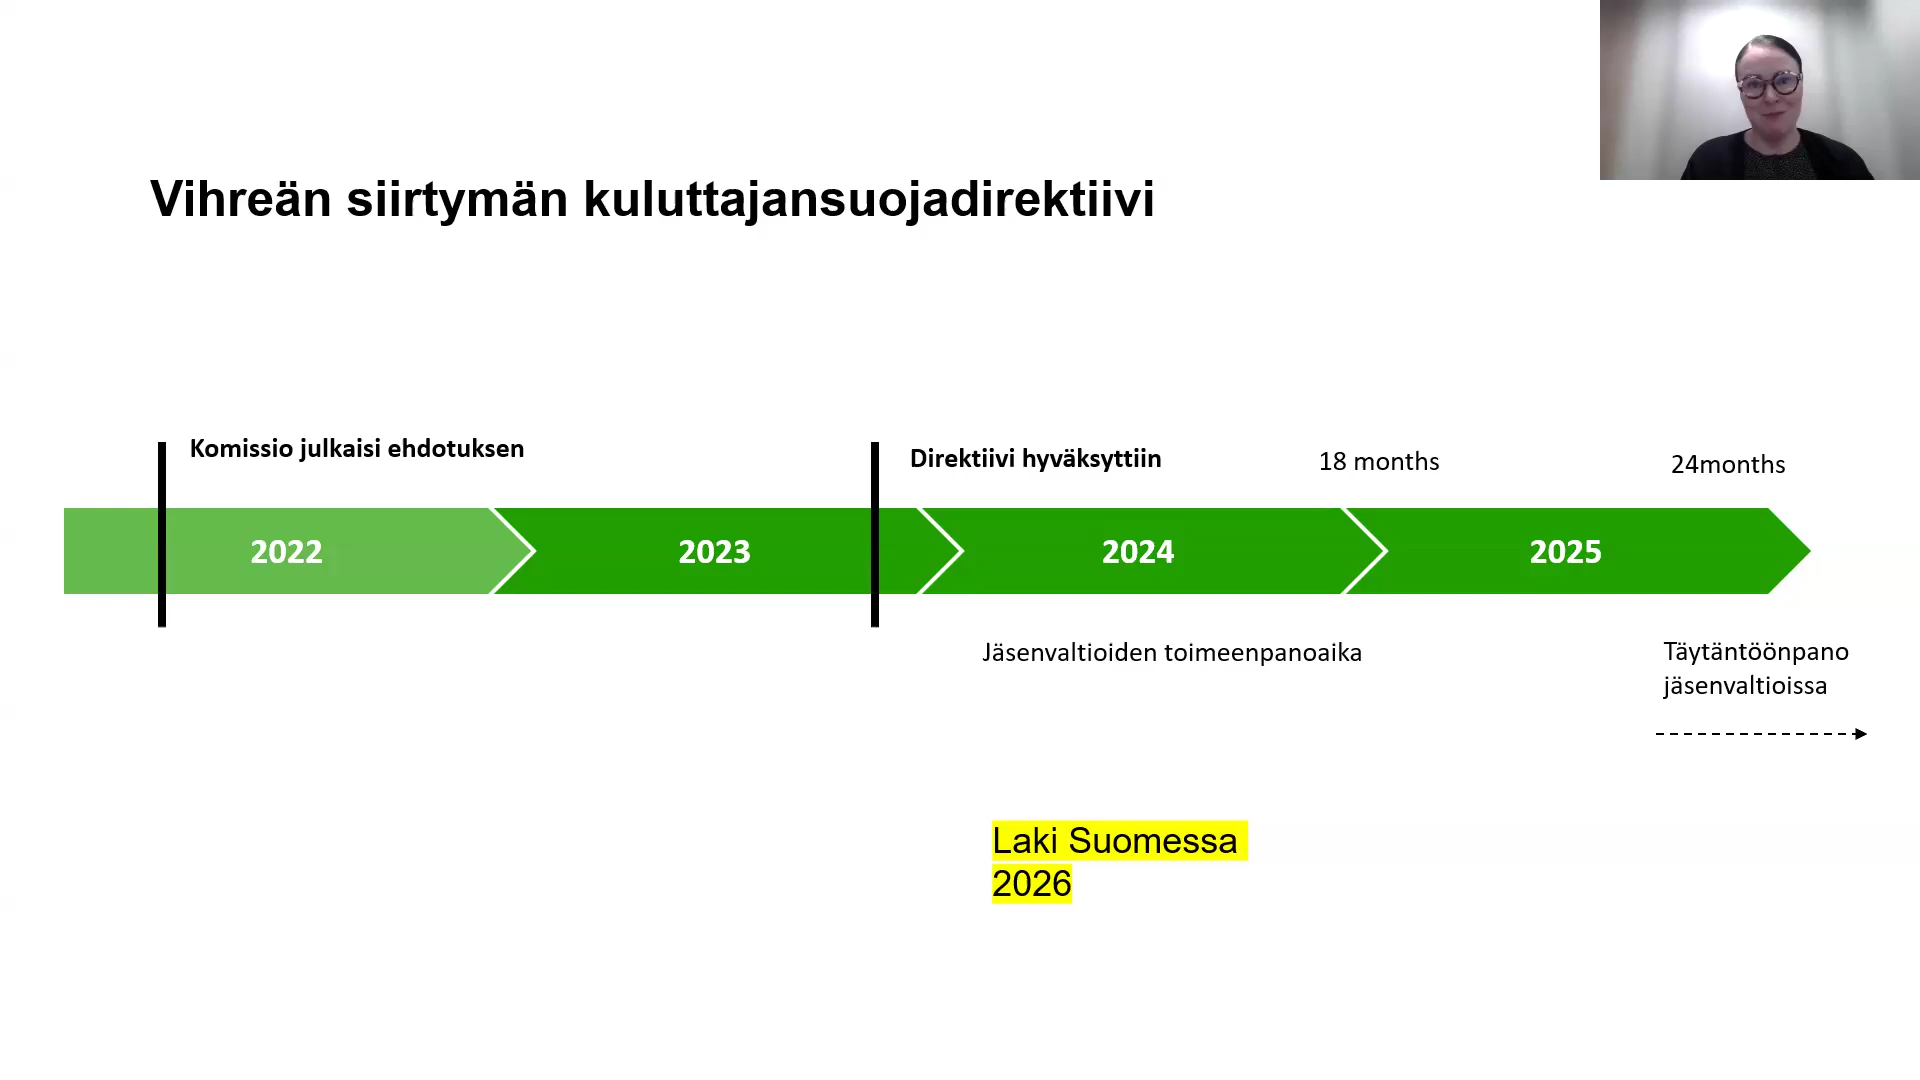 Vihreän siirtymän kuluttajansuojadirektiivi
Komissio julkaisi ehdotuksen
Direktiivi hyväksyttiin
18 months
24months
2022
2023
2024
2025
Jäsenvaltioiden toimeenpanoaika
Täytäntöönpano
jäsenvaltioissa
Laki Suomessa
2026